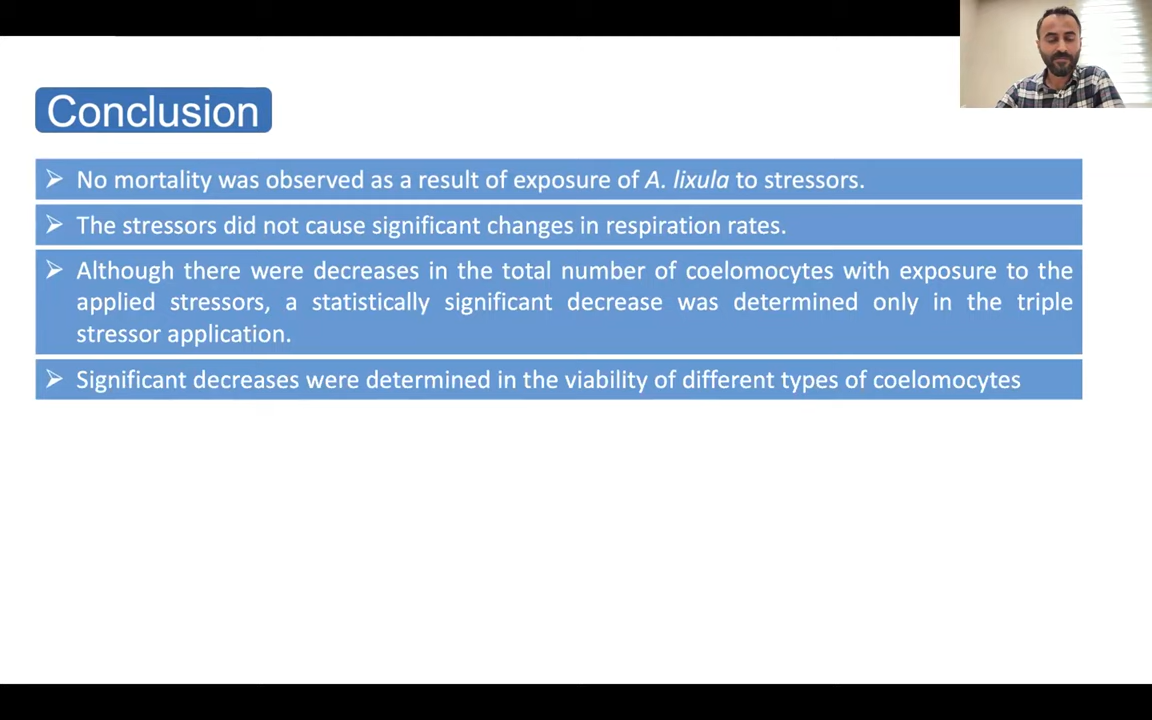 Conclusion
➢ No mortality was observed as a result of exposure of A. lixula to stressors.
➢ The stressors did not cause significant changes in respiration rates.
➢ Although there were decreases in the total number of coelomocytes with exposure to the
applied stressors, a statistically significant decrease was determined only in the triple
stressor application.
➢ Significant decreases were determined in the viability of different types of coelomocytes